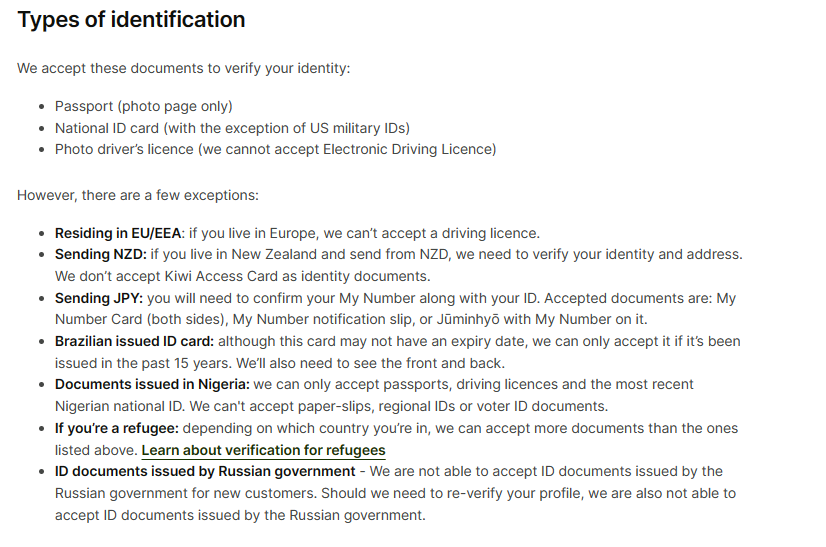 Types of identification
We accept these documents to verify your identity:
Passport (photo page only)
National ID card (with the exception of US military IDs)
Photo driver’s licence (we cannot accept Electronic Driving Licence)
However, there are a few exceptions:
Residing in EU/EEA: if you live in Europe, we can’t accept a driving licence.
Sending NZD: if you live in New Zealand and send from NZD, we need to verify your identity and address.
We don’t accept Kiwi Access Card as identity documents.
Sending JPY: you will need to confirm your My Number along with your ID. Accepted documents are: My
Number Card (both sides), My Number notification slip, or Jūminhyō with My Number on it.
Brazilian issued ID card: although this card may not have an expiry date, we can only accept it if it’s been
issued in the past 15 years. We’ll also need to see the front and back.
Documents issued in Nigeria: we can only accept passports, driving licences and the most recent
Nigerian national ID. We can't accept paper-slips, regional IDs or voter ID documents.
If you’re a refugee: depending on which country you’re in, we can accept more documents than the ones
listed above. Learn about verification for refugees
ID documents issued by Russian government - We are not able to accept ID documents issued by the
Russian government for new customers. Should we need to re-verify your profile, we are also not able to
accept ID documents issued by the Russian government.